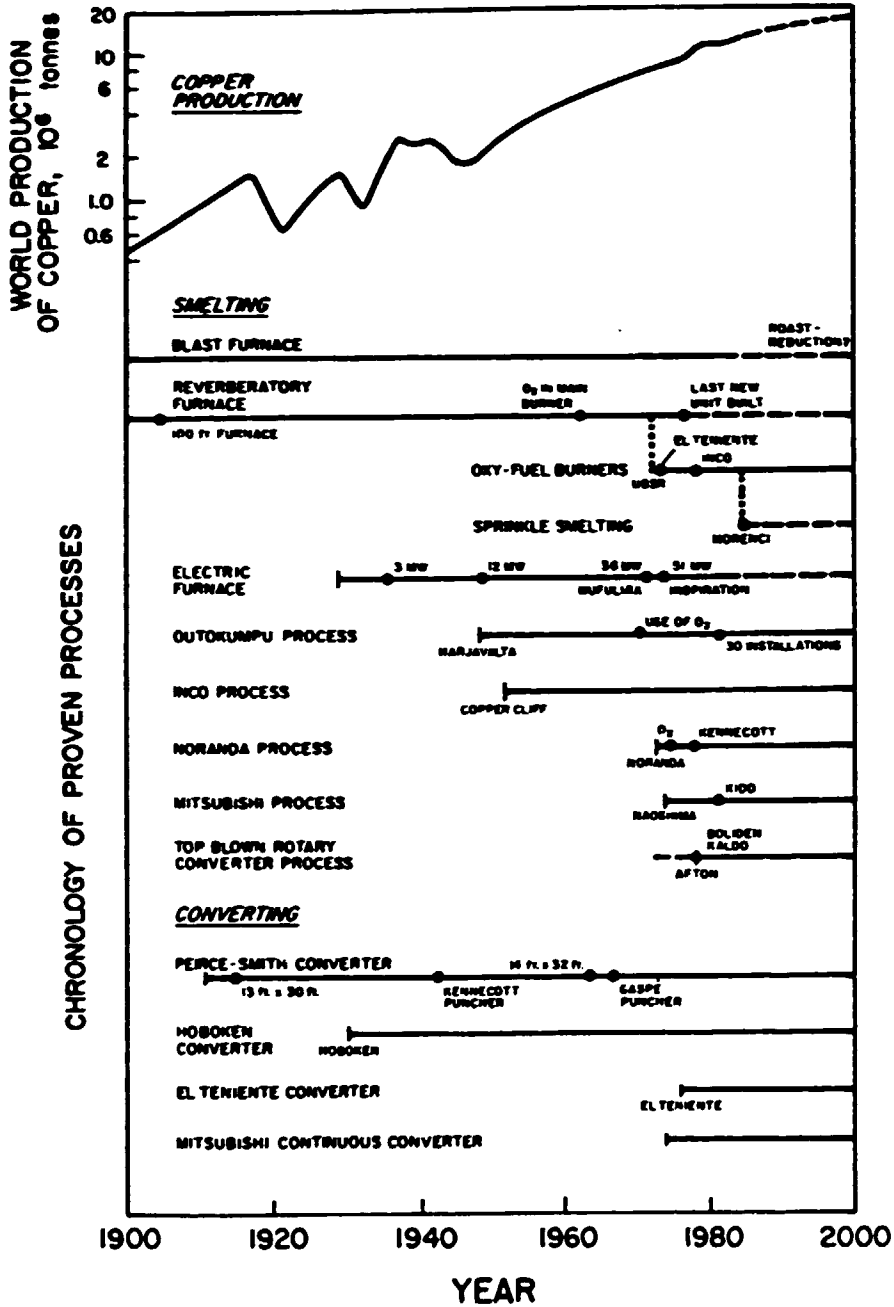 WORLD PRODUCTION
OF COPPER, 10⁶ tonnes
20
10
6
2
1.0
0.6
COPPER
PRODUCTION
CHRONOLOGY OF PROVEN PROCESSES
SMELTING
BLAST FURNACE
ROAST-
REDUCTION?
REVERBERATORY
FURNACE
100 ft FURNACE
O₂ IN MAIN
BURNER
LAST NEW
UNIT BUILT
OXY-FUEL BURNERS
EL TENIENTE
INCO
SPRINKLE SMELTING
MORENCI
ELECTRIC
FURNACE
3 MW
12 MW
36 MW
51 MW
MUFULIRA
INSPIRATION
OUTOKUMPU PROCESS
HARJAVALTA
USE OF O₂
30 INSTALLATIONS
INCO PROCESS
COPPER CLIFF
NORANDA PROCESS
O₂
KENNECOTT
NORANDA
MITSUBISHI PROCESS
KIDD
NAOSHIMA
TOP BLOWN ROTARY
CONVERTER PROCESS
BOLIDEN
KALDO
AFTON
CONVERTING
PEIRCE-SMITH CONVERTER
13 ft. x 30 ft.
KENNECOTT
PUNCHER
14 ft. x 32 ft.
GASPE
PUNCHER
HOBOKEN
CONVERTER
HOBOKEN
EL TENIENTE CONVERTER
EL TENIENTE
MITSUBISHI CONTINUOUS CONVERTER
1900
1920
1940
1960
1980
2000
YEAR